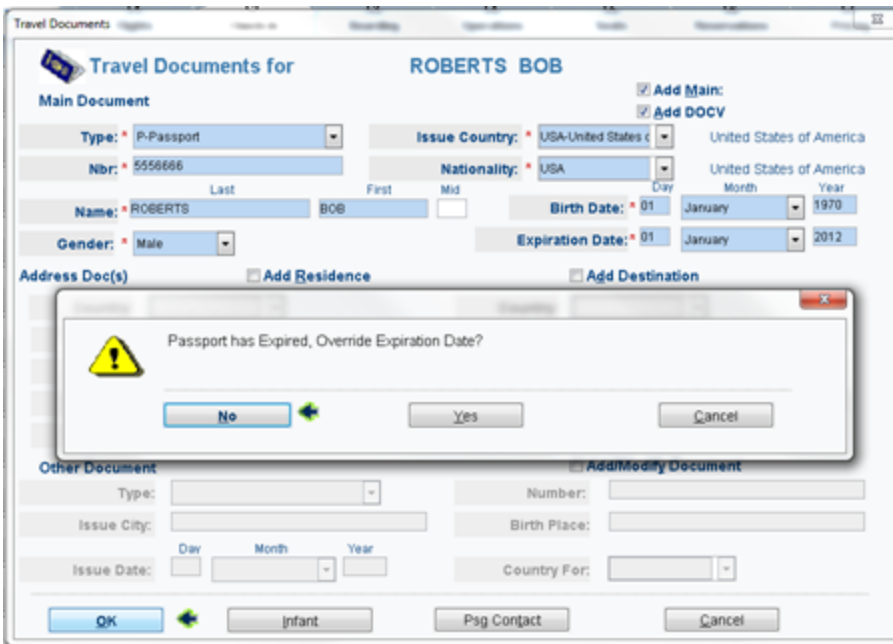 Travel Documents
Travel Documents for ROBERTS BOB
Main Document
Add Main:
Add DOCV
Type: * P-Passport Issue Country: * USA-United States United States of America
Nbr: * 5556666 Nationality: * USA United States of America
Last First Mid Day Month Year
Name: * ROBERTS BOB Birth Date: * 01 January 1970
Gender: * Male Expiration Date: * 01 January 2012
Address Doc(s) Add Residence Add Destination
Country Country
Passport has Expired, Override Expiration Date?
No Yes Cancel
Other Document Add/Modify Document
Type: Number:
Issue City: Birth Place:
Day Month Year
Issue Date: Country For:
OK Infant Psg Contact Cancel